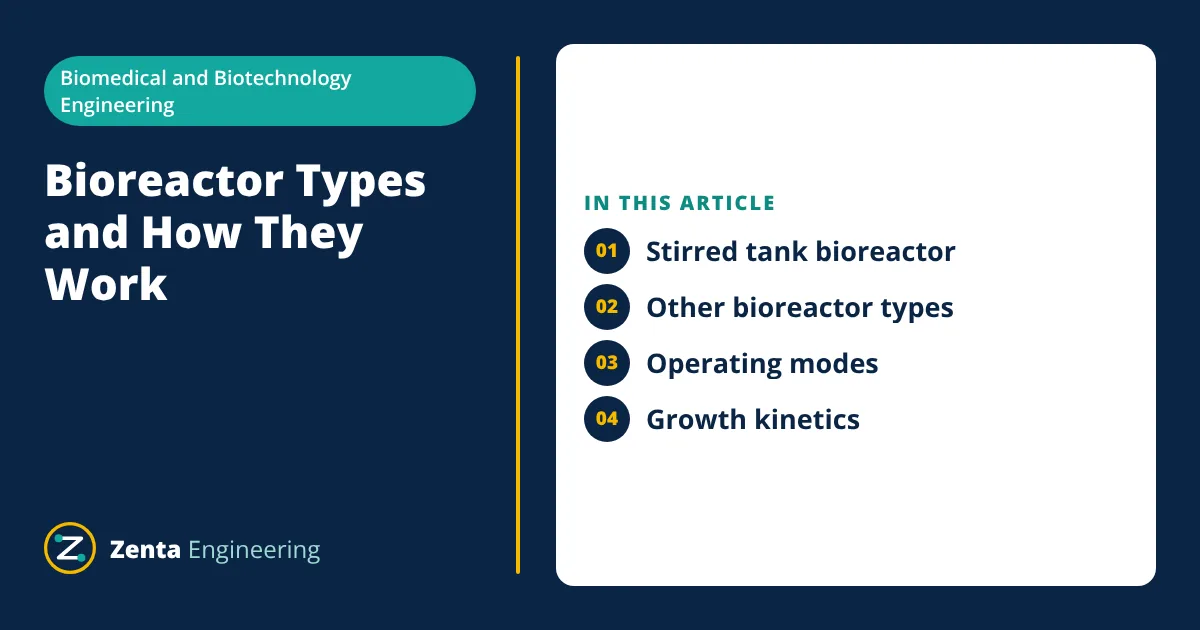 Biomedical and Biotechnology
Engineering
Bioreactor Types
and How They
Work
Zenta Engineering
IN THIS ARTICLE
01 Stirred tank bioreactor
02 Other bioreactor types
03 Operating modes
04 Growth kinetics